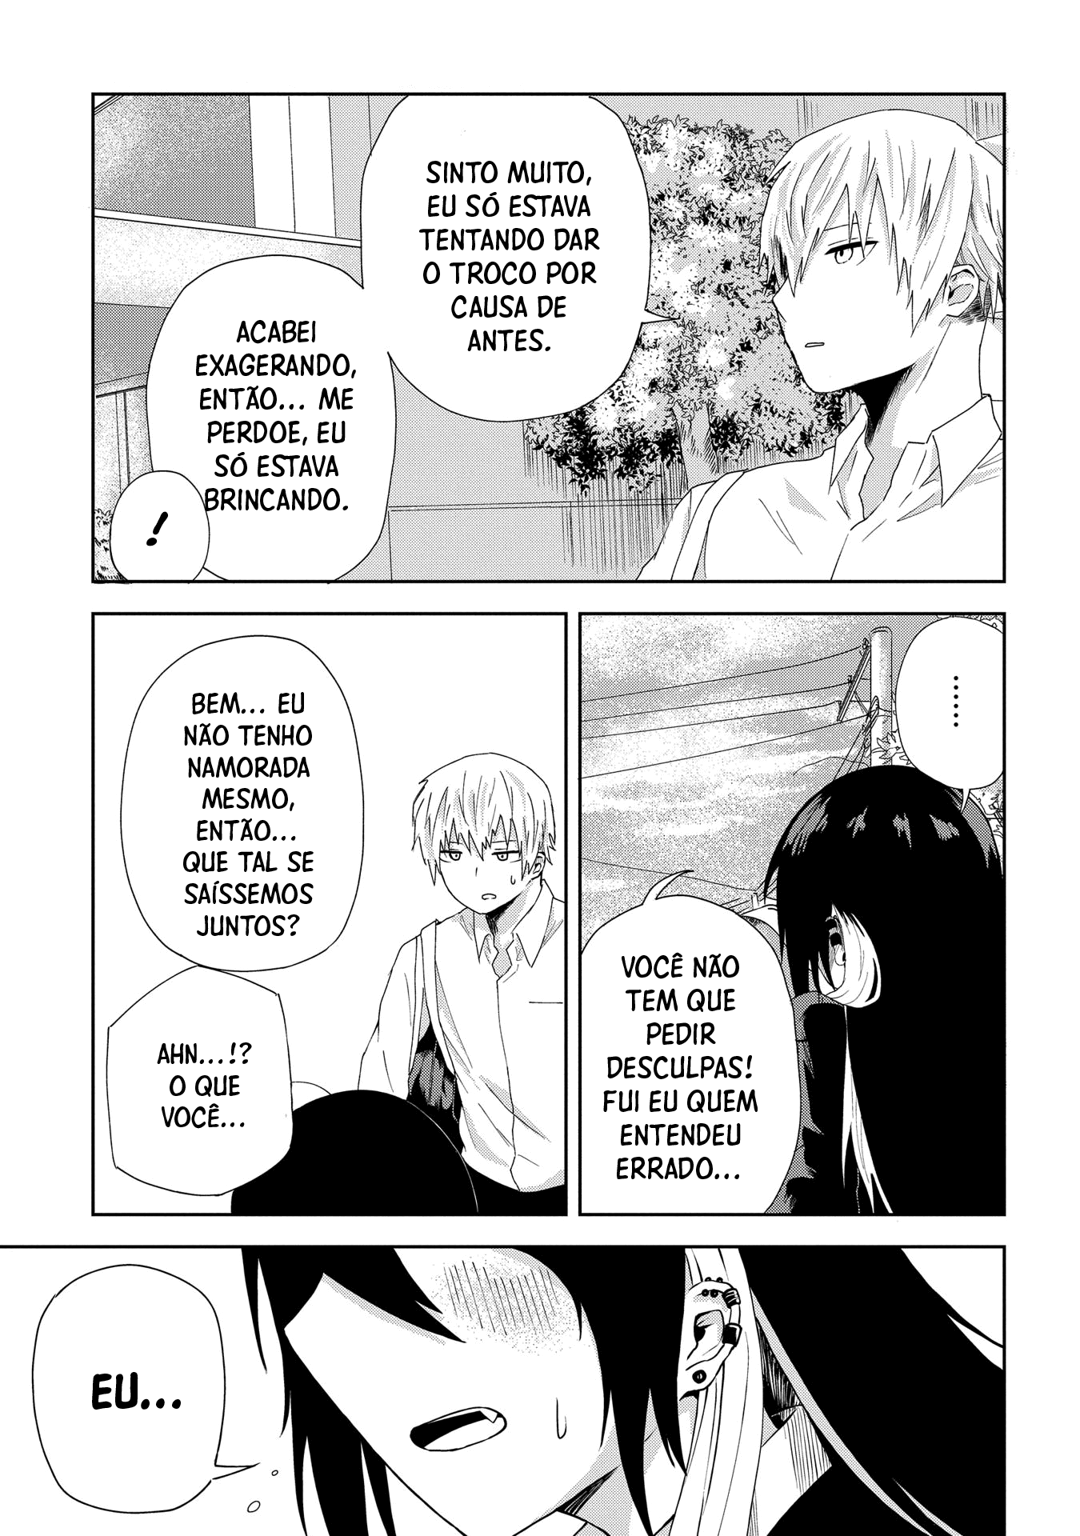 SINTO MUITO,
EU SÓ ESTAVA
TENTANDO DAR
O TROCO POR
CAUSA DE
ANTES.
ACABEI
EXAGERANDO,
ENTÃO... ME
PERDOE, EU
SÓ ESTAVA
BRINCANDO.
!
.......
VOCÊ NÃO
TEM QUE
PEDIR
DESCULPAS!
FUI EU QUEM
ENTENDEU
ERRADO...
BEM... EU
NÃO TENHO
NAMORADA
MESMO,
ENTÃO...
QUE TAL SE
SAÍSSEMOS
JUNTOS?
AHN...!?
O QUE
VOCÊ...
EU...